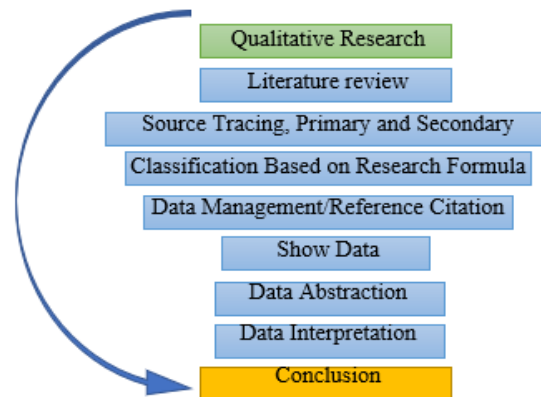 Qualitative Research
Literature review
Source Tracing, Primary and Secondary
Classification Based on Research Formula
Data Management/Reference Citation
Show Data
Data Abstraction
Data Interpretation
Conclusion